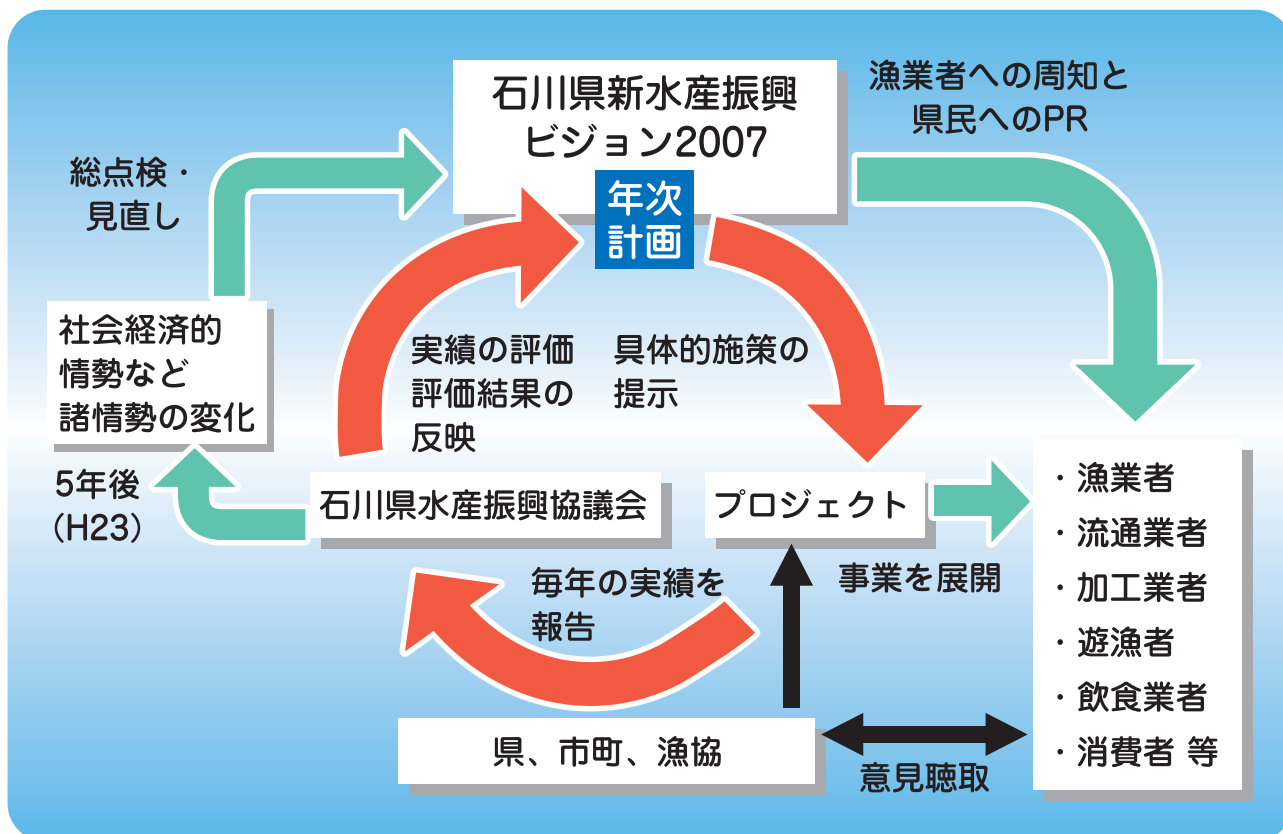 石川県新水産振興
ビジョン2007
年次
計画
漁業者への周知と
県民へのPR
総点検・
見直し
社会経済的
情勢など
諸情勢の変化
5年後
(H23)
実績の評価
評価結果の
反映
具体的施策の
提示
石川県水産振興協議会
プロジェクト
事業を展開
毎年の実績を
報告
県、市町、漁協
意見聴取
・漁業者
・流通業者
・加工業者
・遊漁者
・飲食業者
・消費者 等